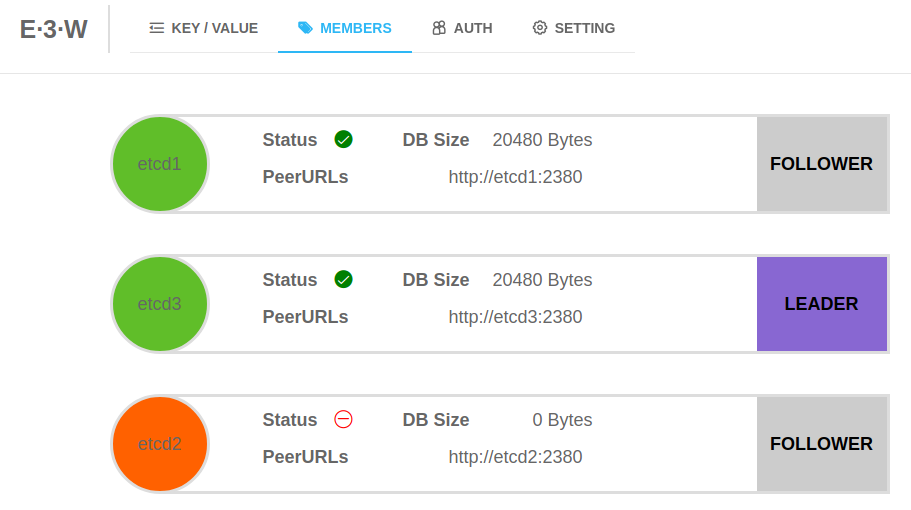 E·3·W KEY / VALUE MEMBERS AUTH SETTING
etcd1
Status DB Size 20480 Bytes
PeerURLs http://etcd1:2380
FOLLOWER
etcd3
Status DB Size 20480 Bytes
PeerURLs http://etcd3:2380
LEADER
etcd2
Status DB Size 0 Bytes
PeerURLs http://etcd2:2380
FOLLOWER